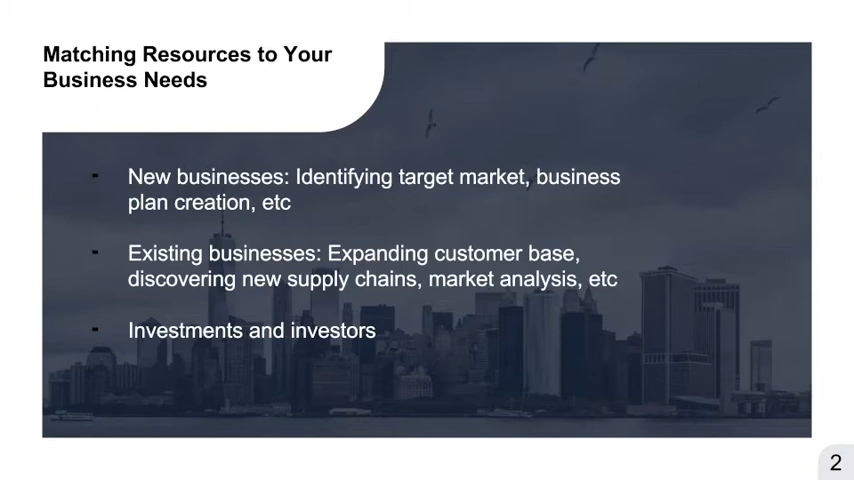 Matching Resources to Your
Business Needs
- New businesses: Identifying target market, business
plan creation, etc
- Existing businesses: Expanding customer base,
discovering new supply chains, market analysis, etc
- Investments and investors
2